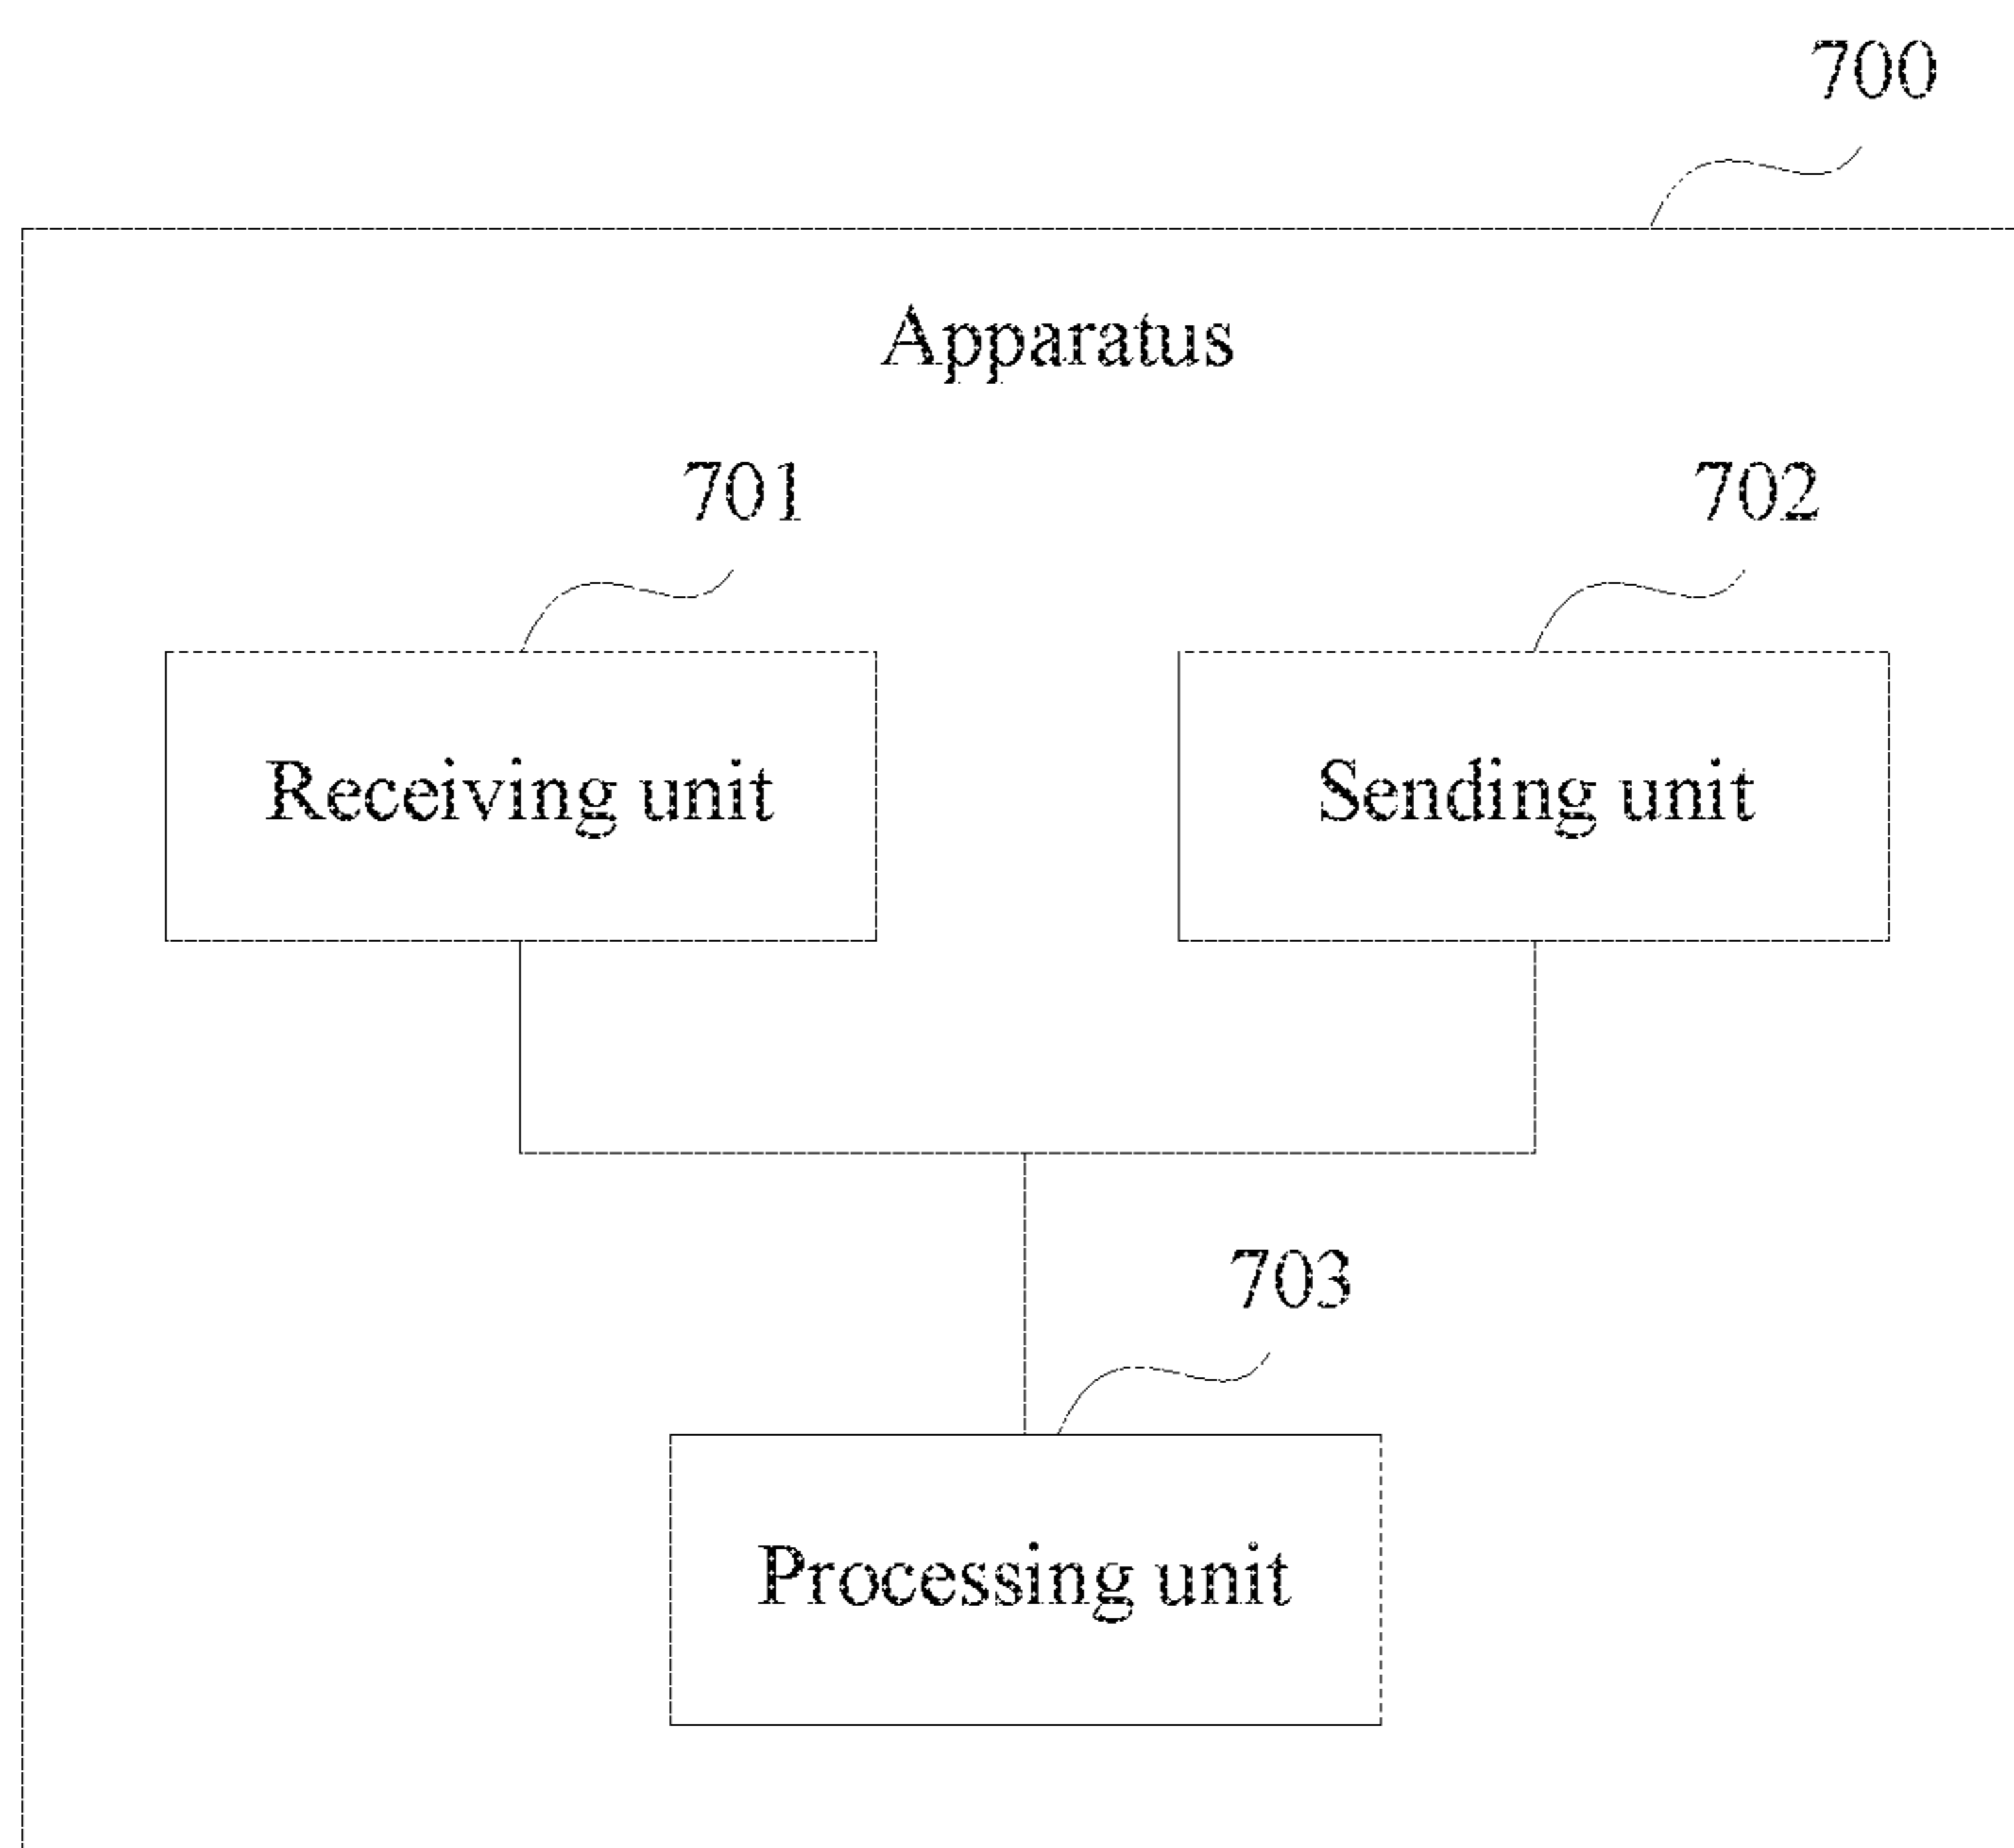 700
Apparatus
701
702
Receiving unit
Sending unit
703
Processing unit